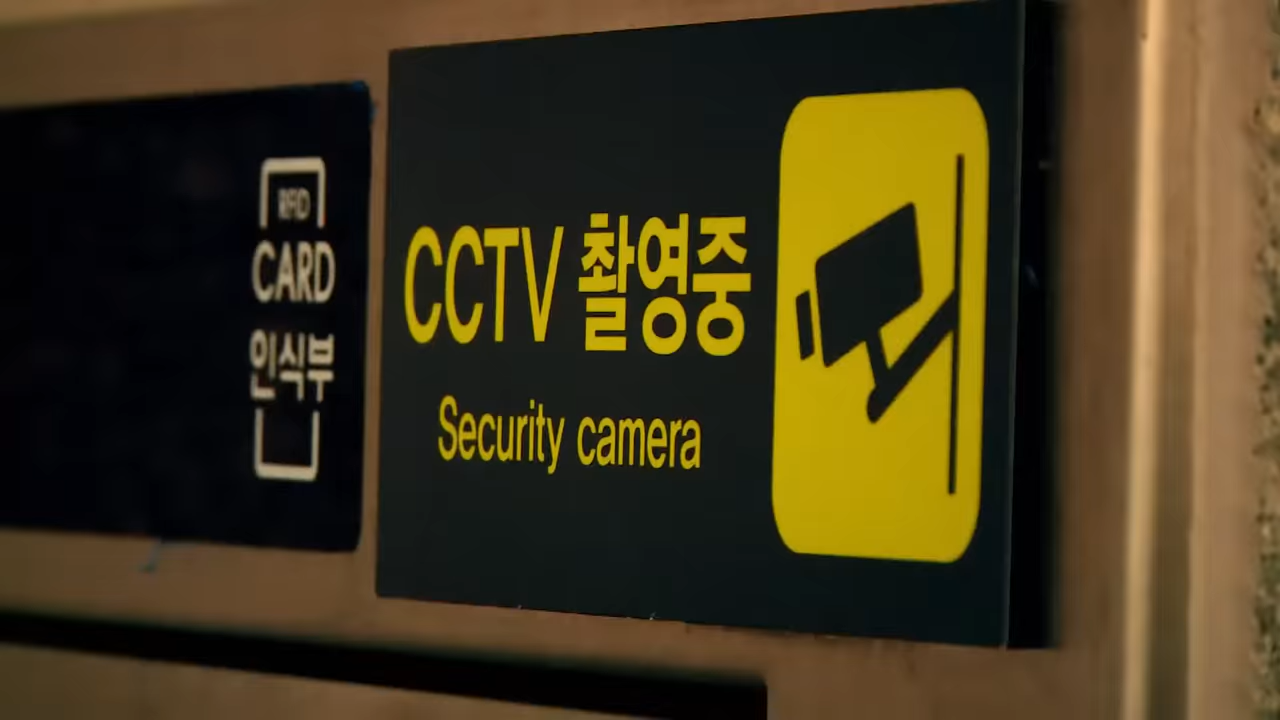 RFID
CARD
인식부
CCTV 촬영중
Security camera